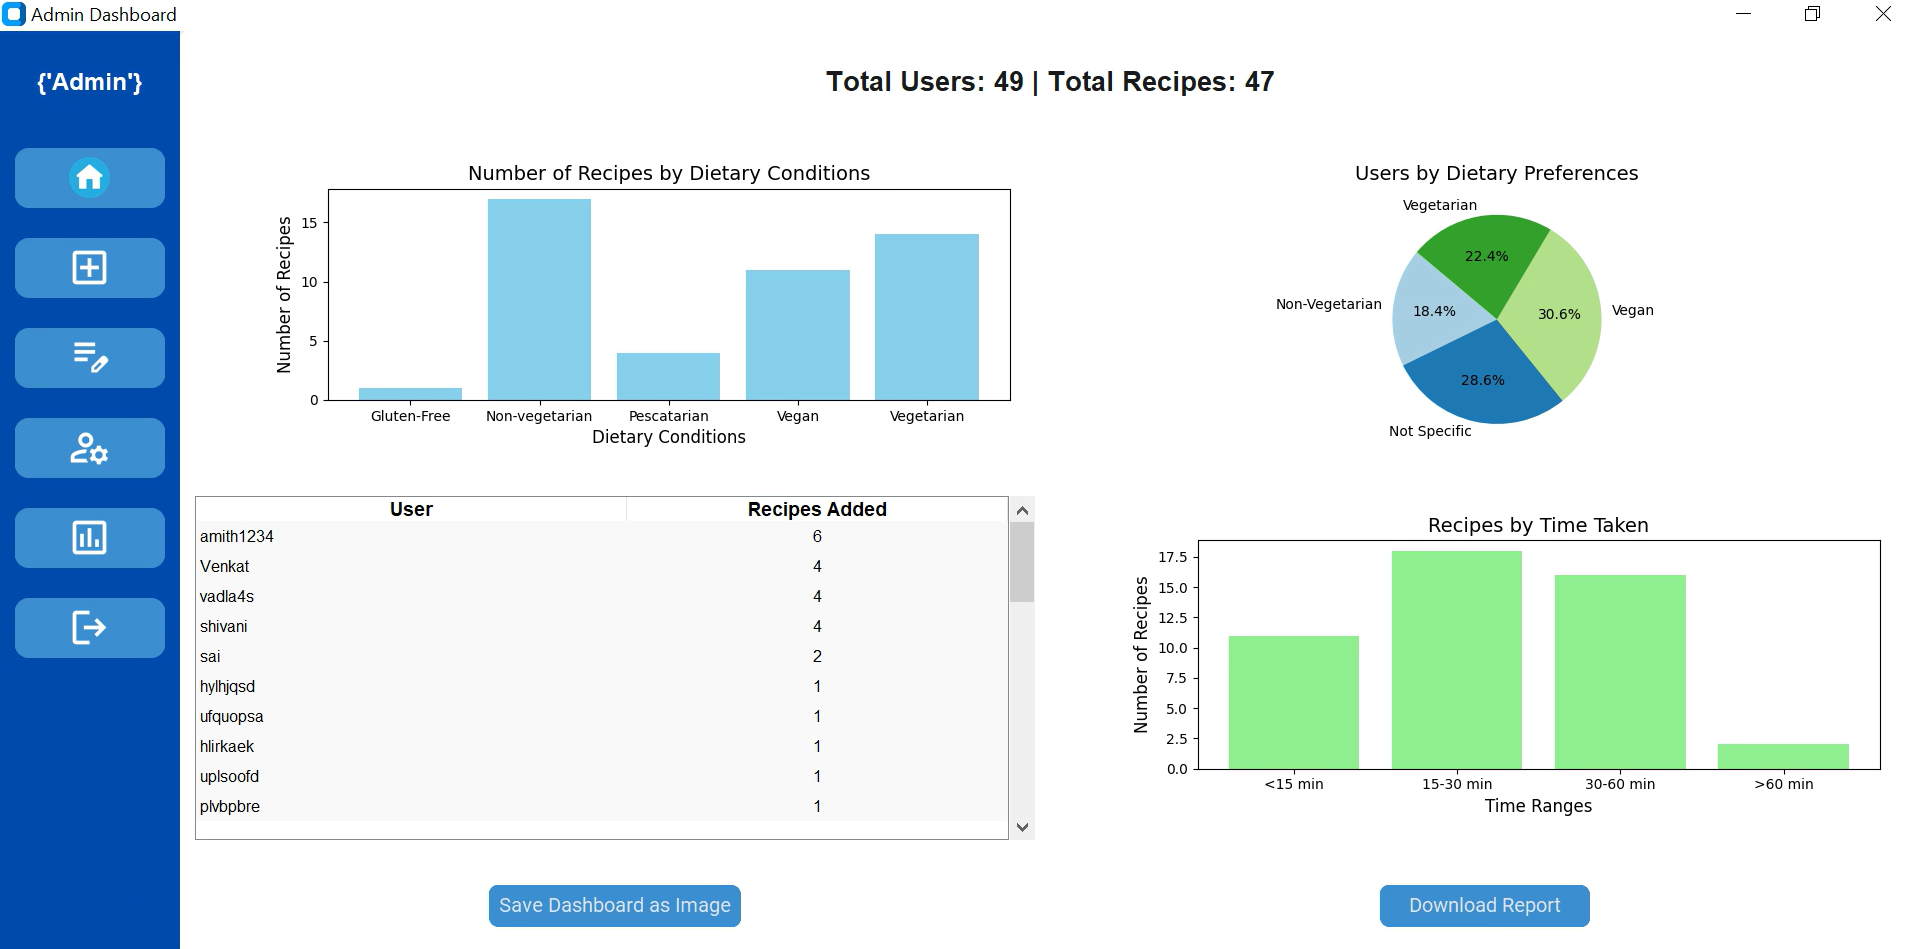 Admin Dashboard
{'Admin'}
Total Users: 49 | Total Recipes: 47
Number of Recipes by Dietary Conditions
Number of Recipes
15
10
5
0
Gluten-Free Non-vegetarian Pescatarian Vegan Vegetarian
Dietary Conditions
Users by Dietary Preferences
Vegetarian
22.4%
Non-Vegetarian 18.4% 30.6% Vegan
28.6%
Not Specific
User Recipes Added
amith1234 6
Venkat 4
vadla4s 4
shivani 4
sai 2
hylhjqsd 1
ufquopsa 1
hlirkaek 1
uplsoofd 1
plvbpbre 1
Recipes by Time Taken
Number of Recipes
17.5
15.0
12.5
10.0
7.5
5.0
2.5
0.0
<15 min 15-30 min 30-60 min >60 min
Time Ranges
Save Dashboard as Image
Download Report